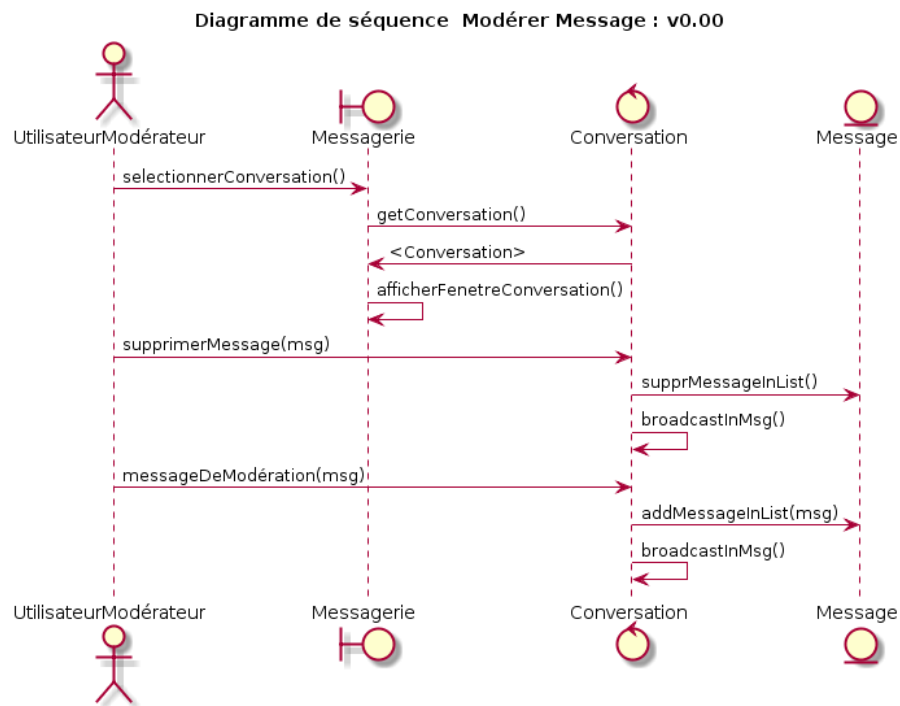 Diagramme de séquence  Modérer Message : v0.00
UtilisateurModérateur Messagerie Conversation Message
selectionnerConversation()
getConversation()
<Conversation>
afficherFenetreConversation()
supprimerMessage(msg)
supprMessageInList()
broadcastInMsg()
messageDeModération(msg)
addMessageInList(msg)
broadcastInMsg()
UtilisateurModérateur Messagerie Conversation Message